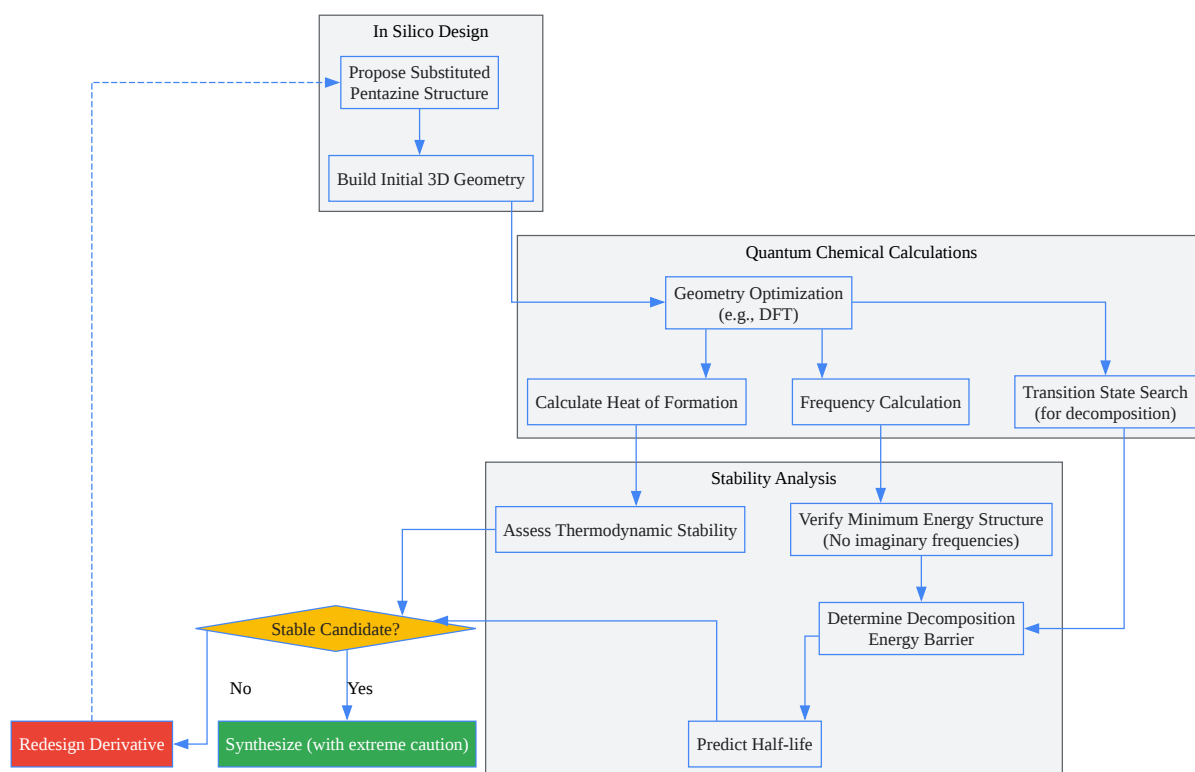 In Silico Design
Propose Substituted
Pentazine Structure
Build Initial 3D Geometry
Quantum Chemical Calculations
Geometry Optimization
(e.g., DFT)
Calculate Heat of Formation
Frequency Calculation
Transition State Search
(for decomposition)
Stability Analysis
Assess Thermodynamic Stability
Verify Minimum Energy Structure
(No imaginary frequencies)
Determine Decomposition
Energy Barrier
Stable Candidate?
No
Yes
Redesign Derivative
Synthesize (with extreme caution)
Predict Half-life